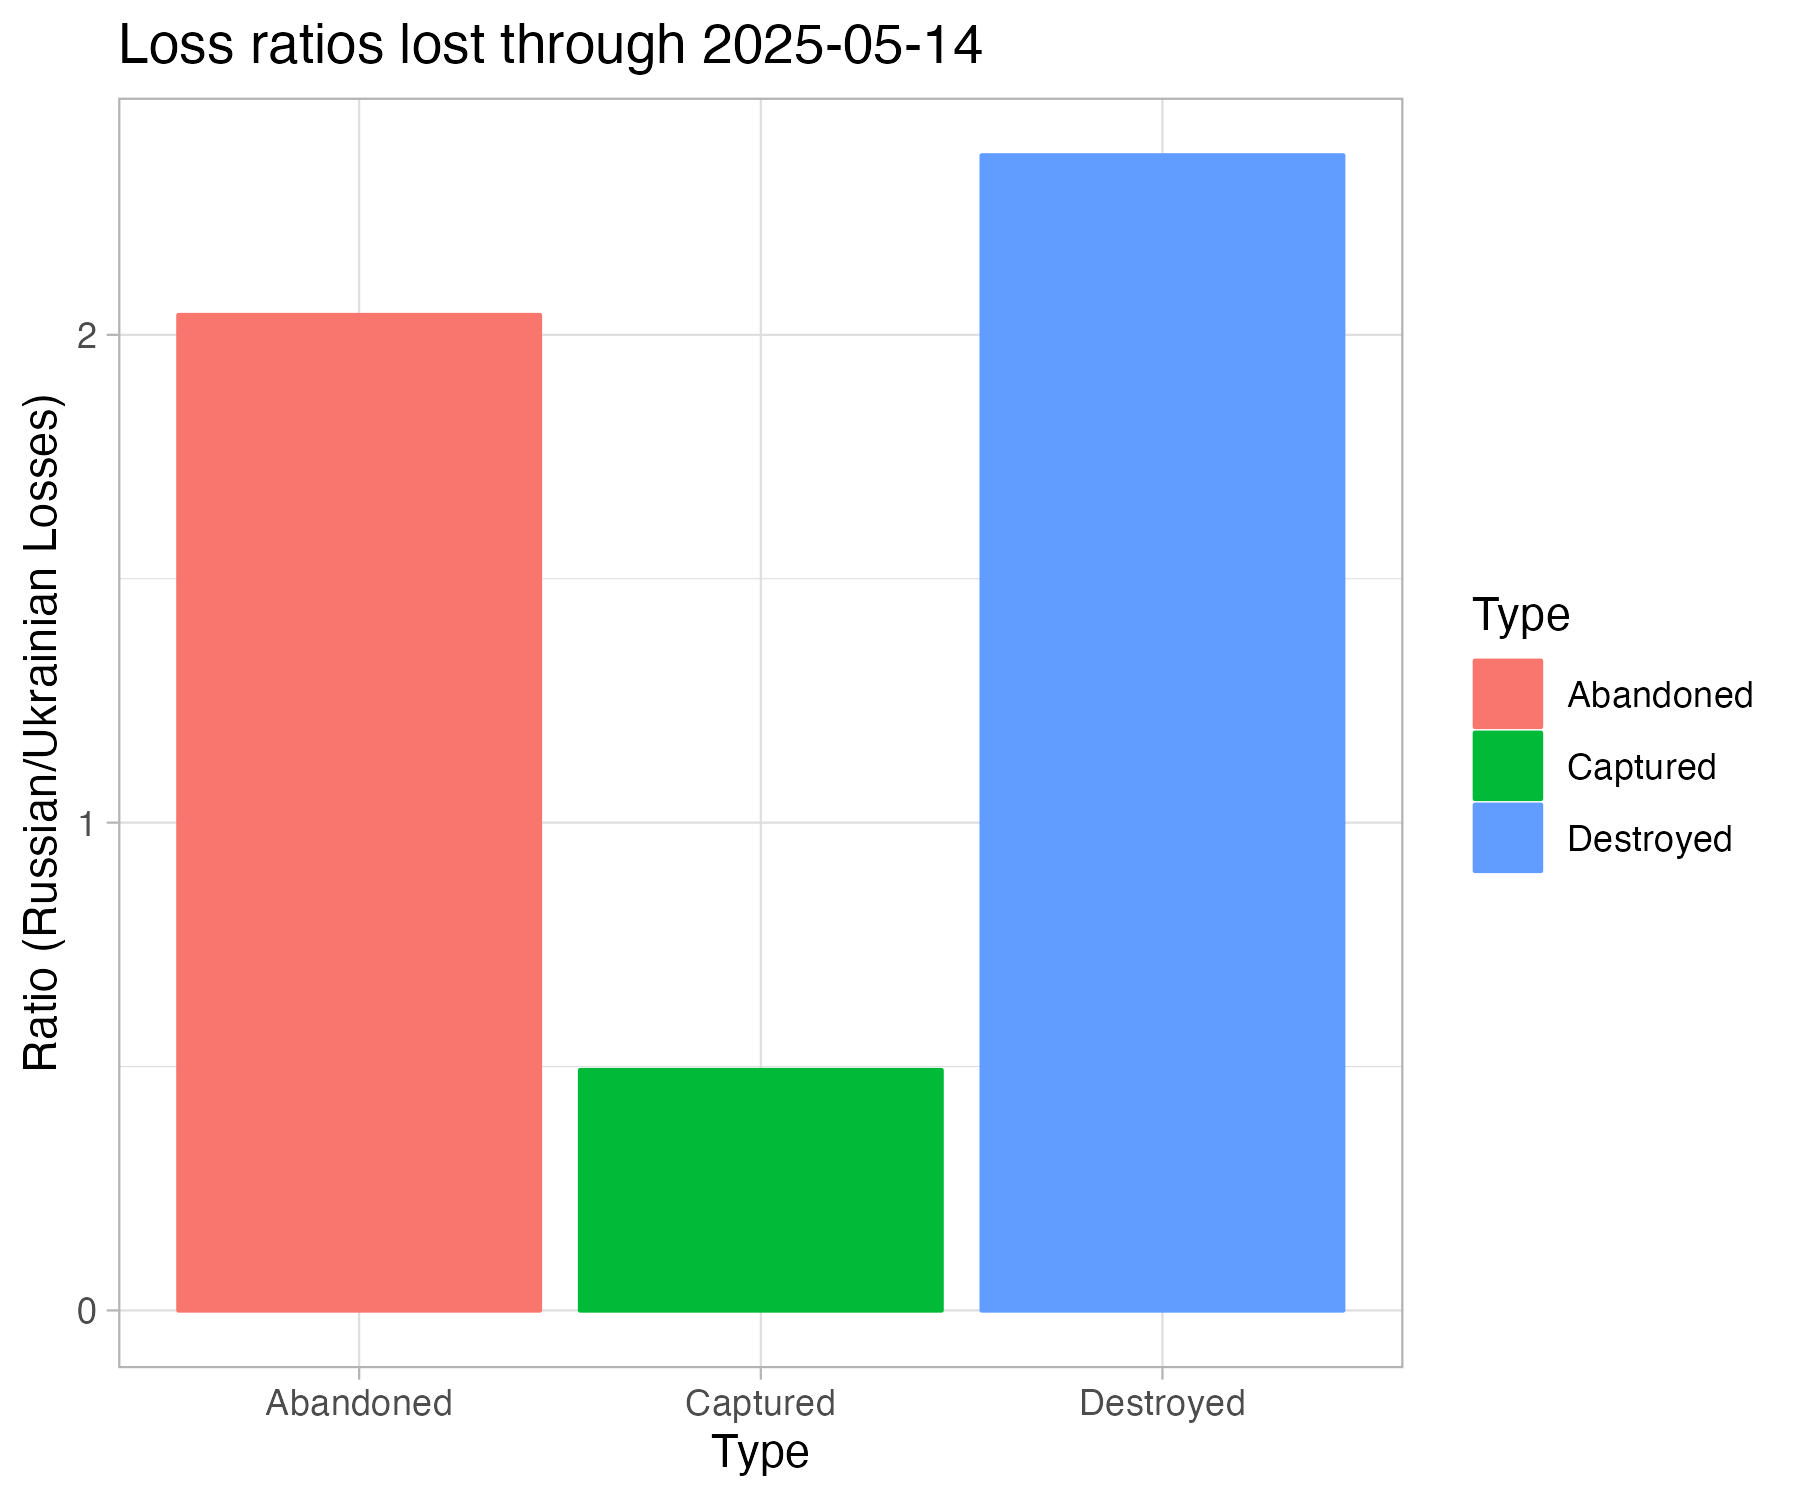 Loss ratios lost through 2025-05-14
Ratio (Russian/Ukrainian Losses)
2
1
0
Abandoned
Captured
Destroyed
Type
Type
Abandoned
Captured
Destroyed